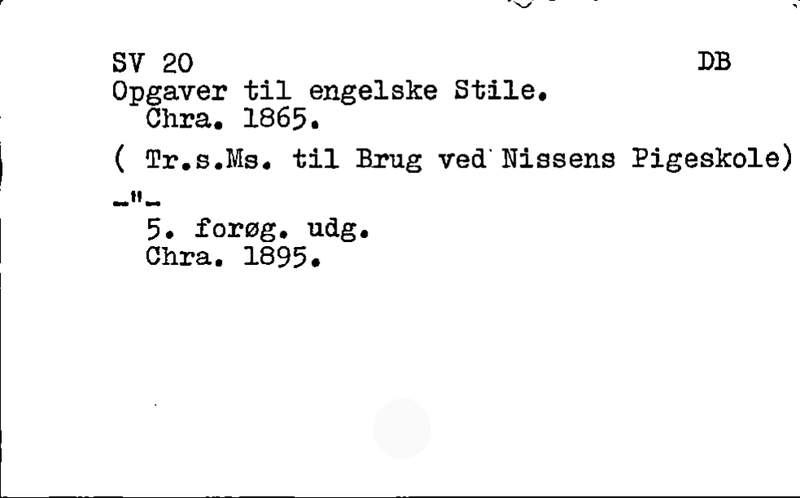 SV 20 DB
Opgaver til engelske Stile.
Chra. 1865.
( Tr.s.Ms. til Brug ved Nissens Pigeskole)
_"_
5. forøg. udg.
Chra. 1895.